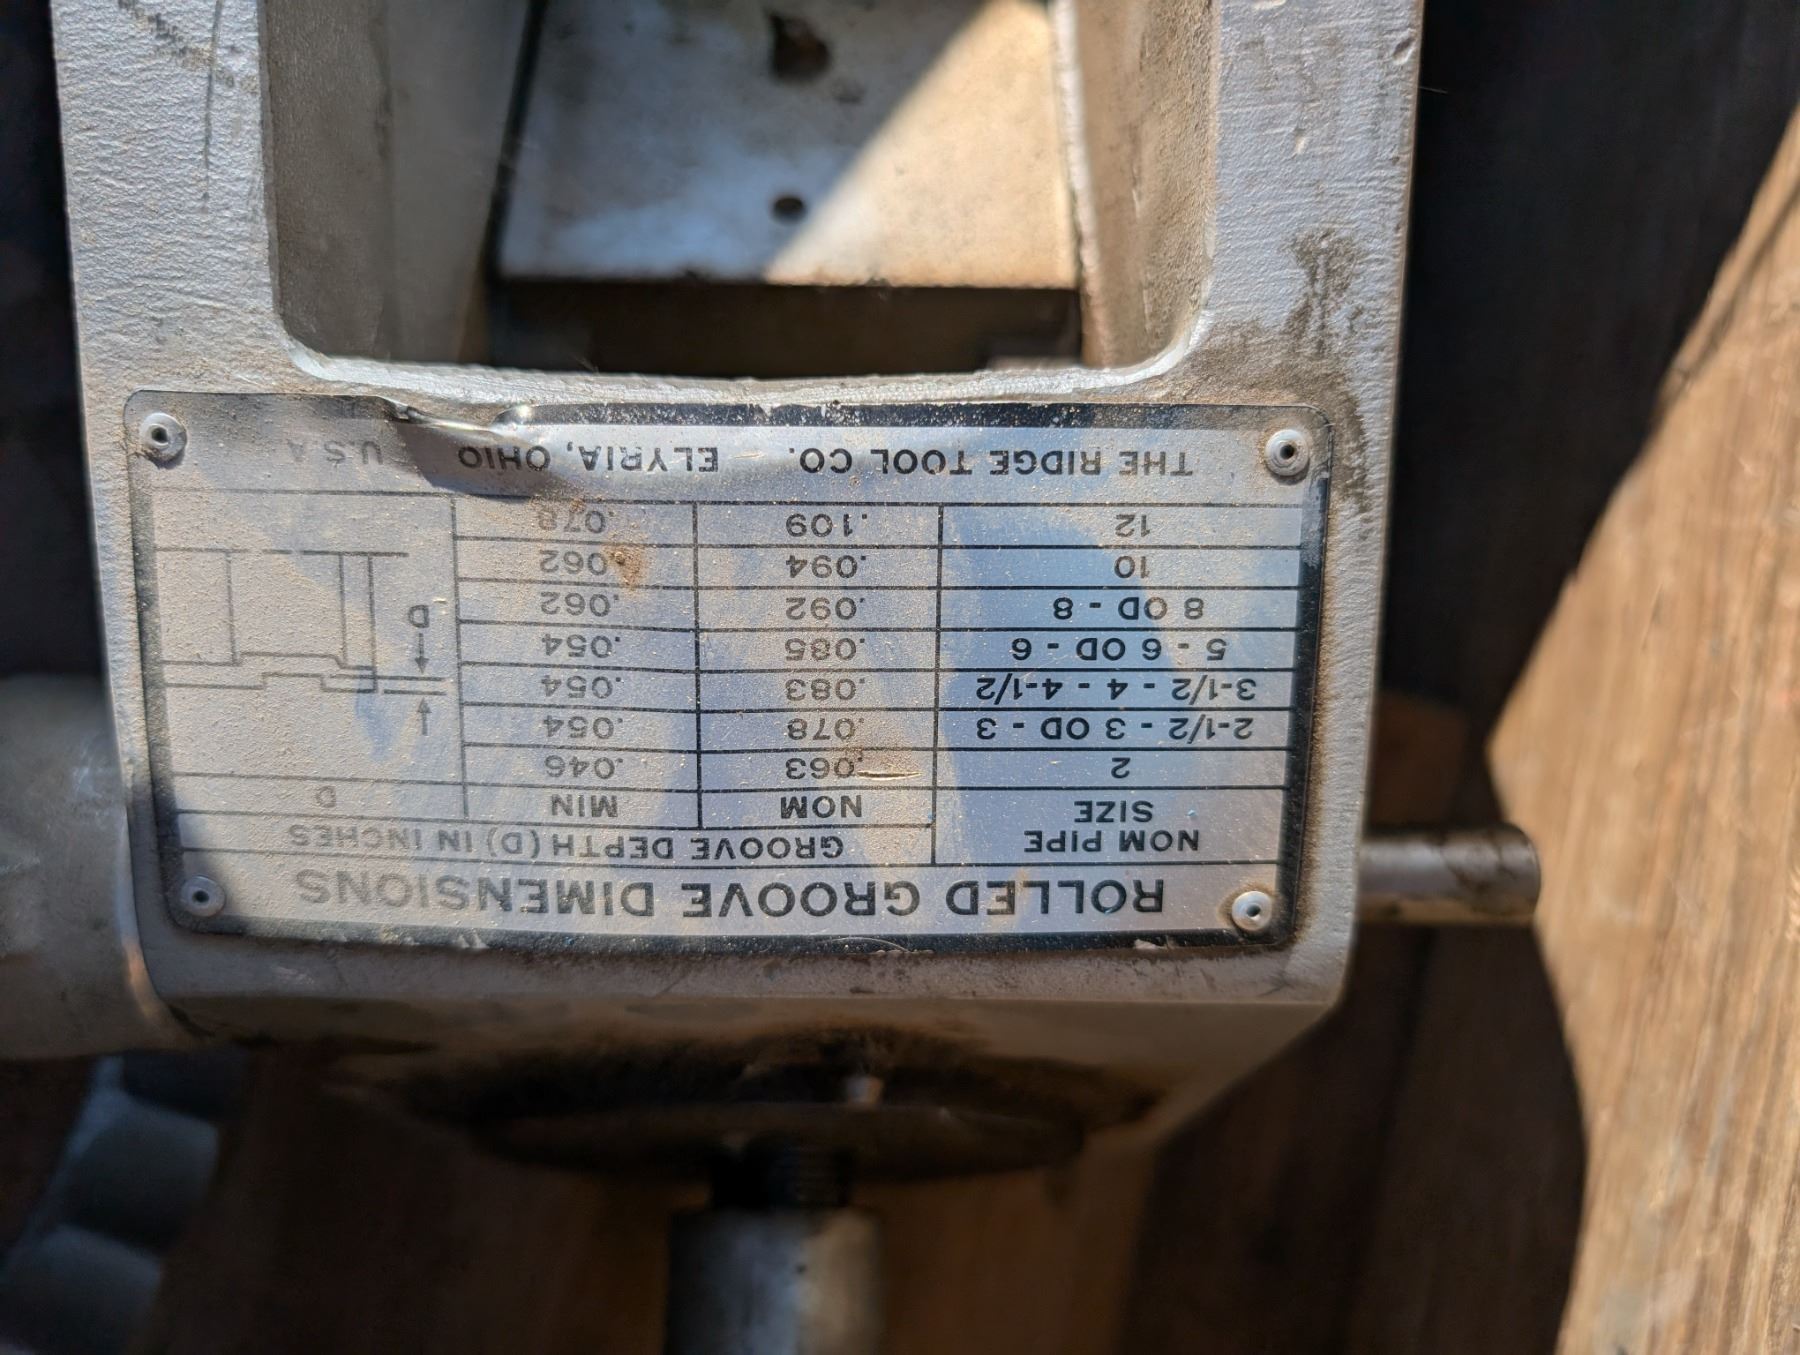 ROLLED GROOVE DIMENSIONS
NOM PIPE SIZE GROOVE DEPTH (D) IN INCHES
NOM MIN D
2 .063 .046
2-1/2 - 3 OD - 3 .078 .054
3-1/2 - 4 - 4-1/2 .083 .054
5 - 6 OD - 6 .085 .054
8 OD - 8 .092 .062
10 .094 .062
12 .109 .078
D
THE RIDGE TOOL CO. ELYRIA, OHIO U.S.A